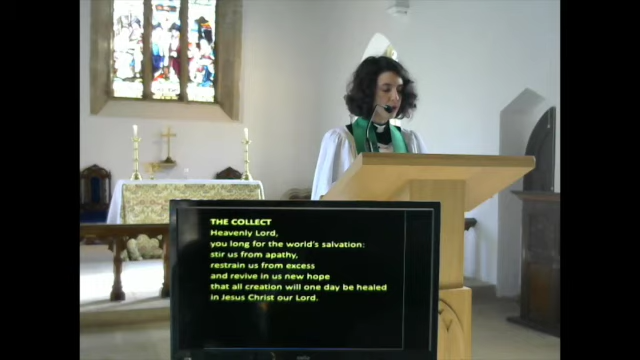 THE COLLECT
Heavenly Lord,
you long for the world's salvation:
stir us from apathy,
restrain us from excess
and revive in us new hope
that all creation will one day be healed
in Jesus Christ our Lord.